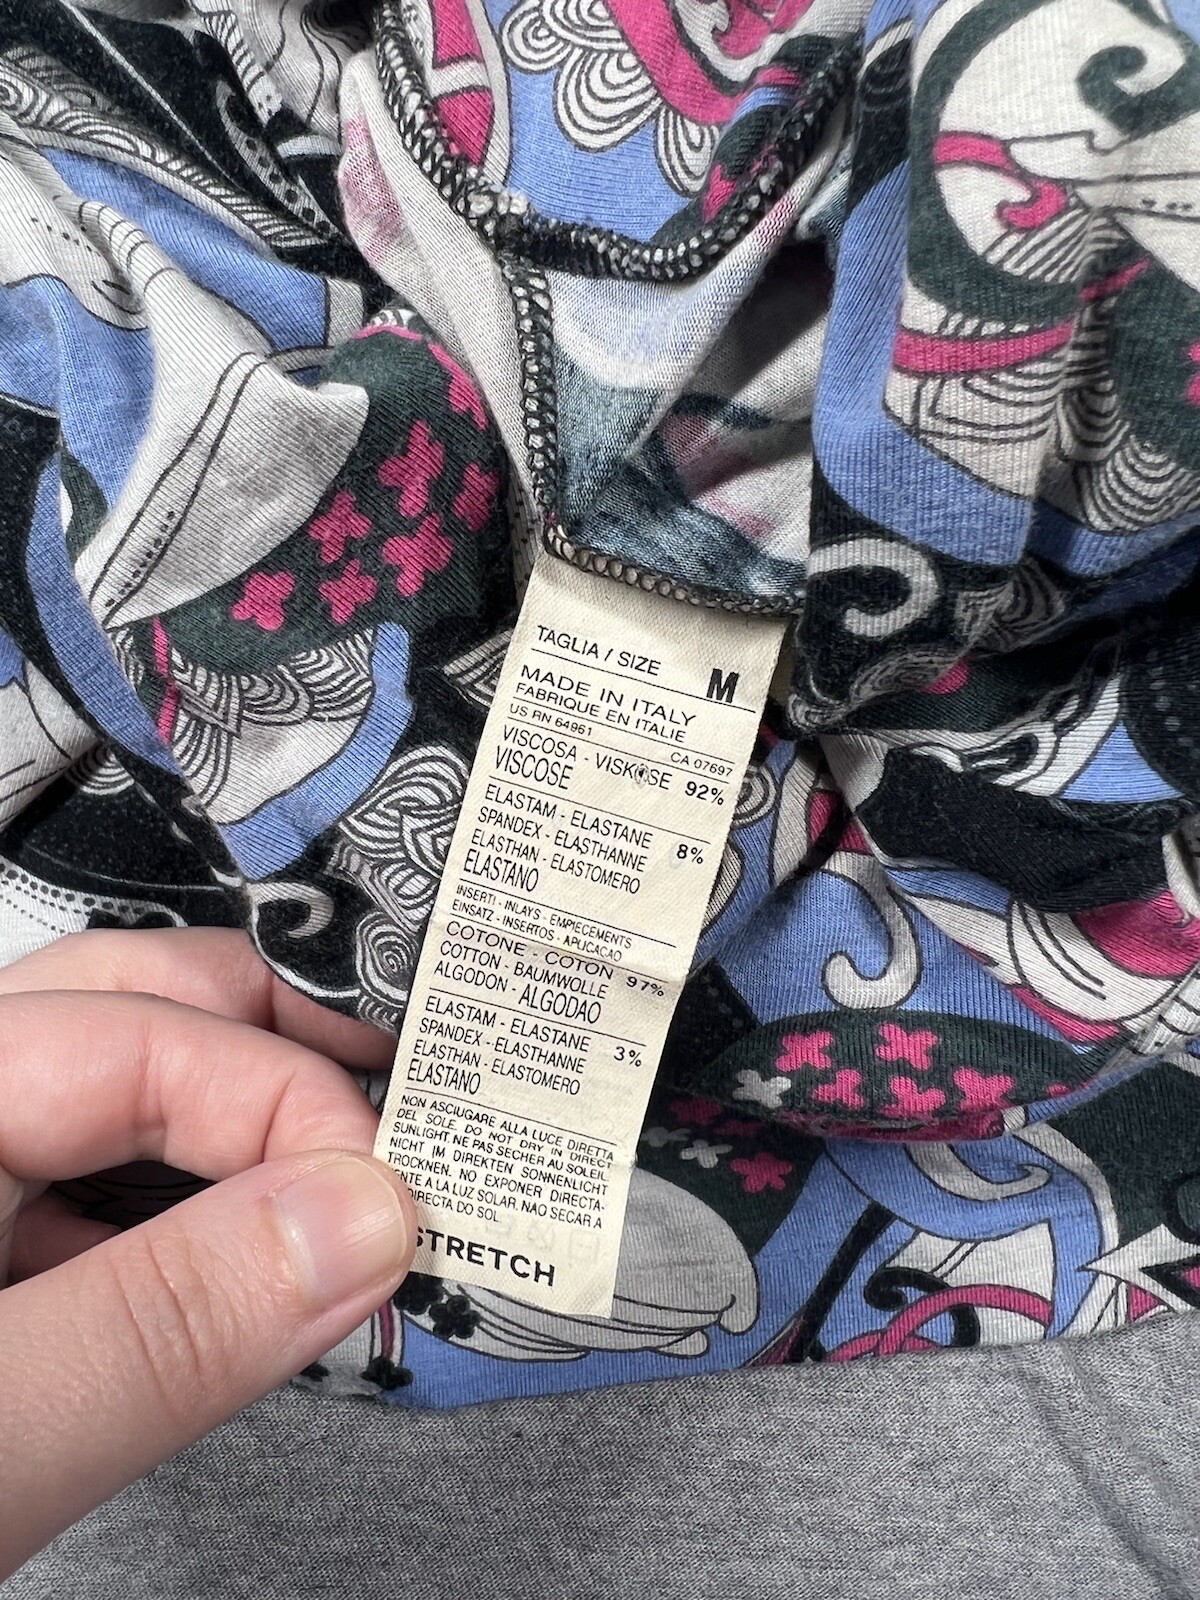 TAGLIA / SIZE M
MADE IN ITALY
FABRIQUE EN ITALIE
US RN 64961 CA 07697
VISCOSA - VISKOSE 92%
VISCOSE
ELASTAM - ELASTANE
SPANDEX - ELASTHANNE 8%
ELASTHAN - ELASTOMERO
ELASTANO
INSERTI - INLAYS - EMPIECEMENTS
EINSATZ - INSERTOS - APLICACAO
COTONE - COTON
COTTON - BAUMWOLLE 97%
ALGODON - ALGODAO
ELASTAM - ELASTANE
SPANDEX - ELASTHANNE 3%
ELASTHAN - ELASTOMERO
ELASTANO
NON ASCIUGARE ALLA LUCE DIRETTA
DEL SOLE. DO NOT DRY IN DIRECT
SUNLIGHT. NE PAS SECHER AU SOLEIL.
NICHT IM DIREKTEN SONNENLICHT
TROCKNEN. NO EXPONER DIRECTA-
NTE A LA LUZ SOLAR. NAO SECAR A
DIRECTA DO SOL.
STRETCH